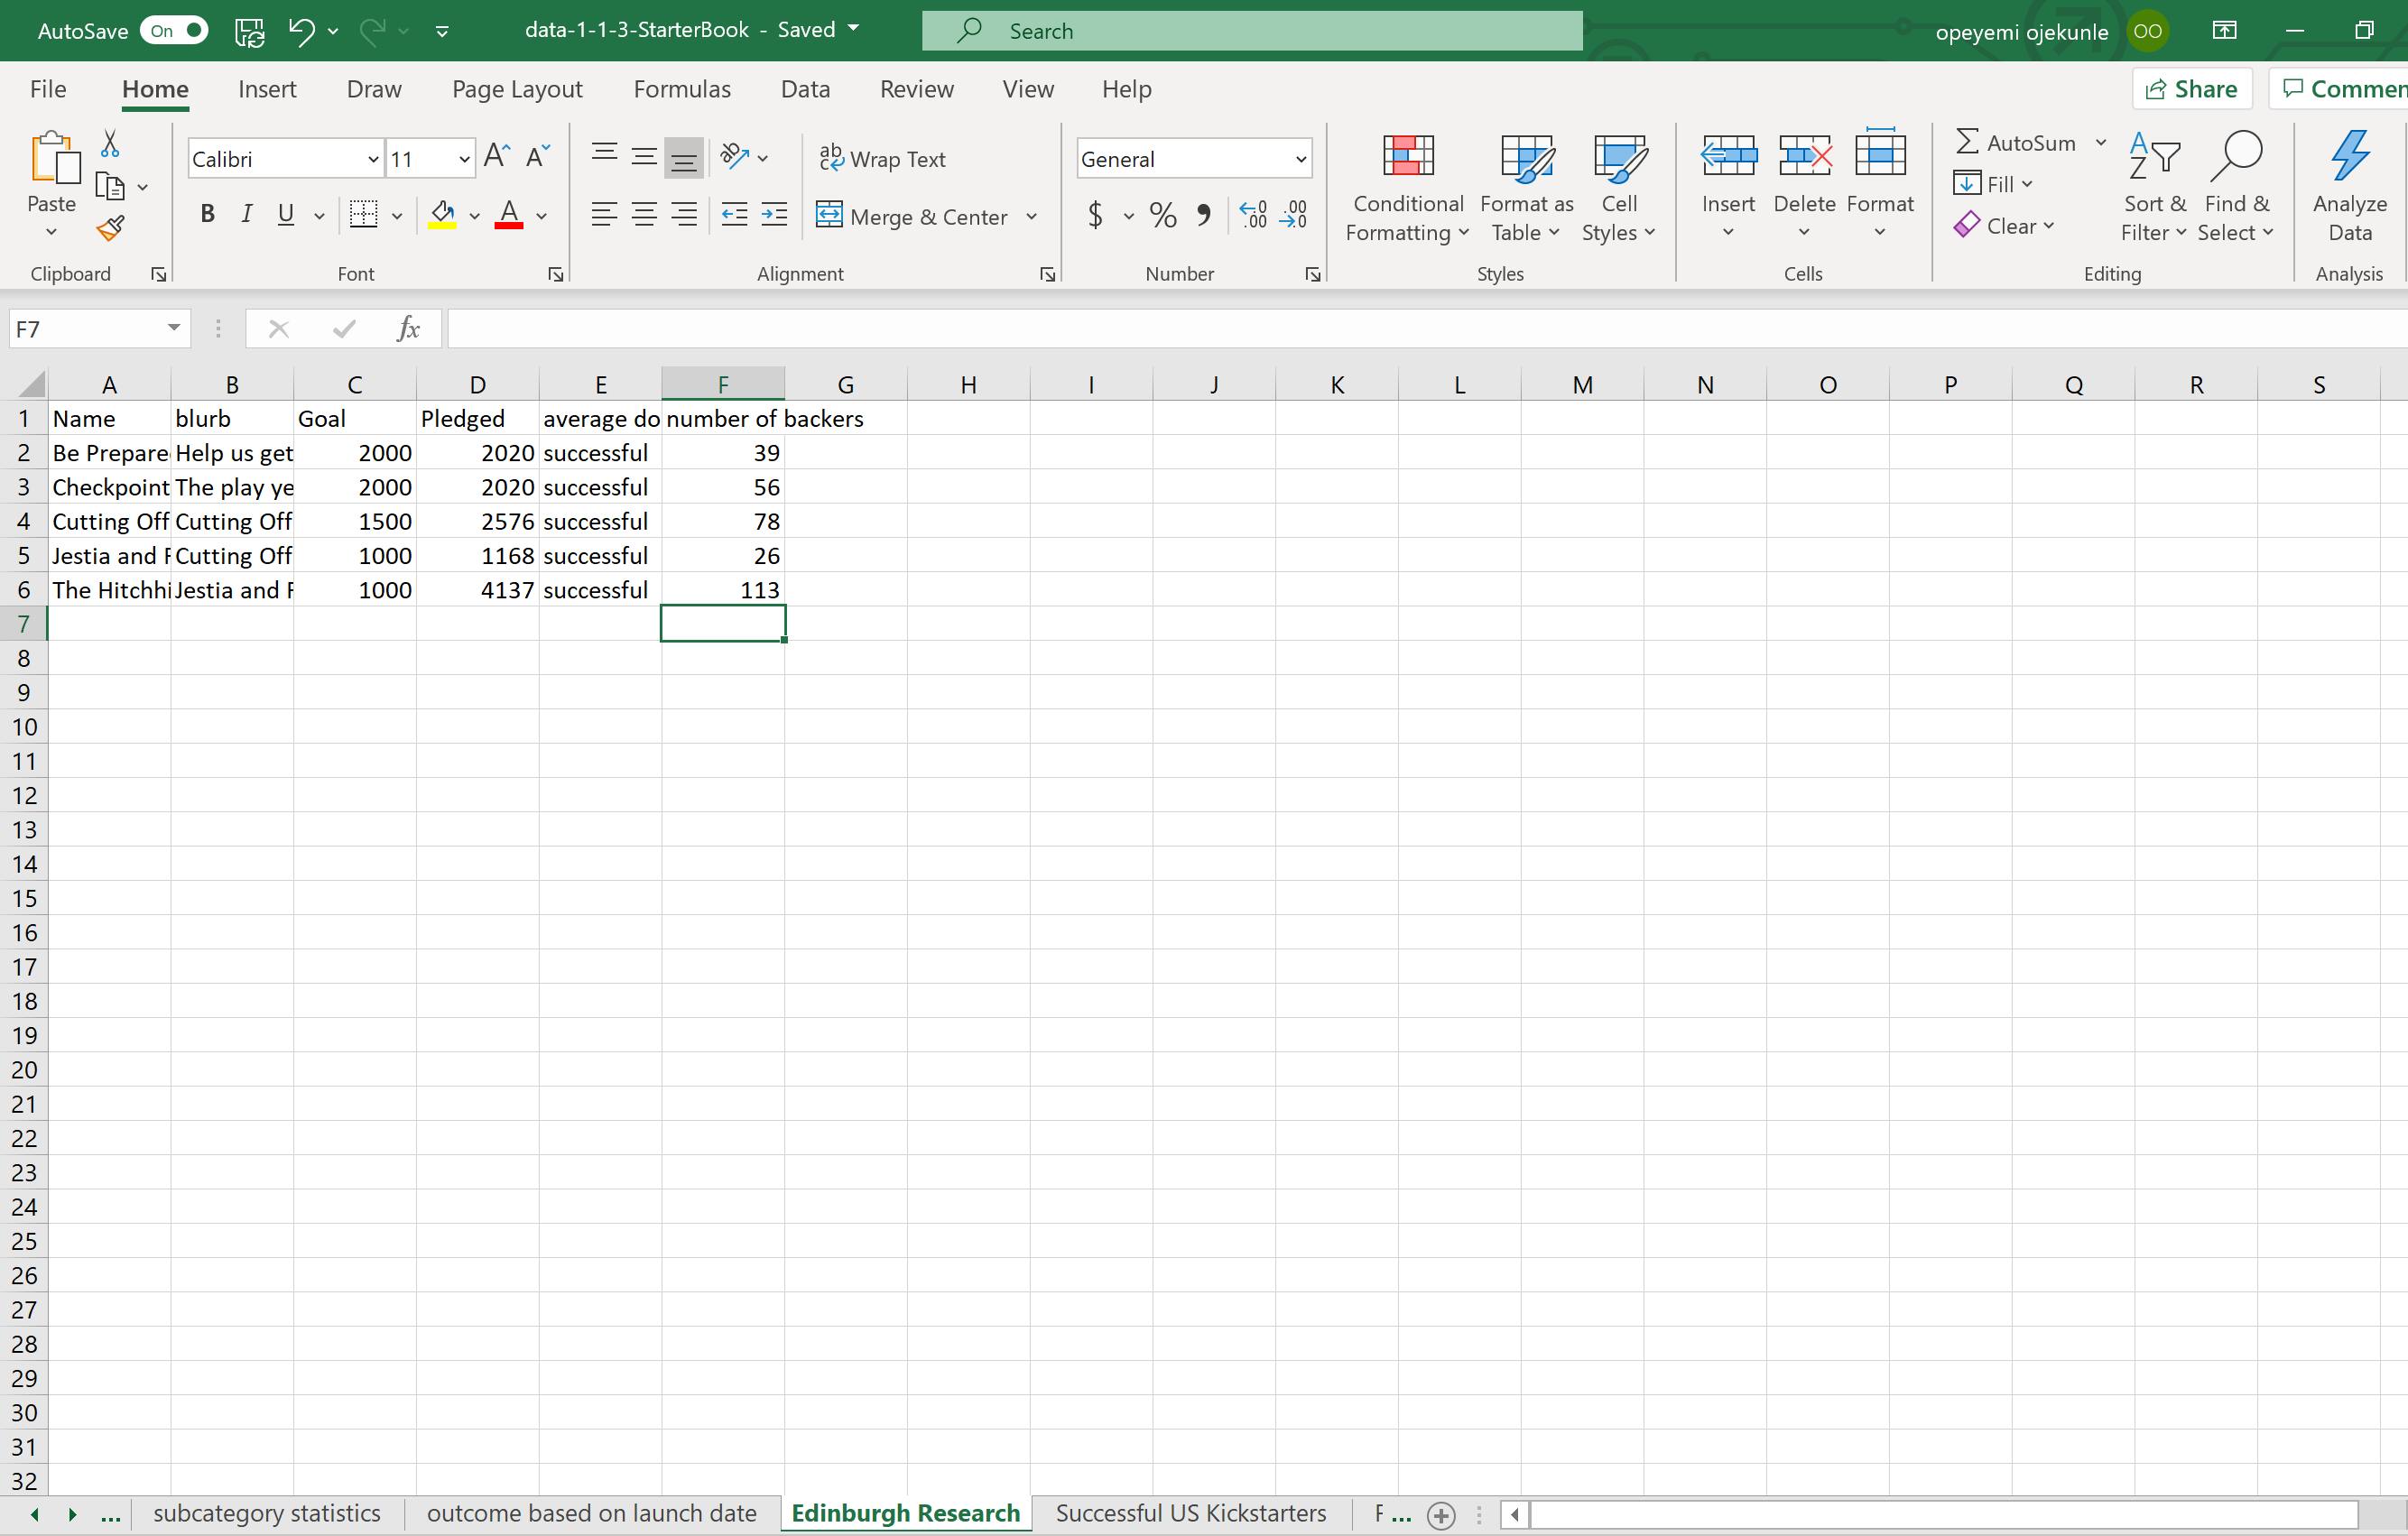 AutoSave On data-1-1-3-StarterBook - Saved Search opeyemi ojekunle OO
File Home Insert Draw Page Layout Formulas Data Review View Help Share Commen
Calibri 11 Wrap Text General AutoSum
Fill
Paste Conditional Format as Cell Insert Delete Format Sort & Find & Analyze
B I U Merge & Center $ % Formatting Table Styles Clear Filter Select Data
Clipboard Font Alignment Number Styles Cells Editing Analysis
F7 fx
A B C D E F G H I J K L M N O P Q R S
1 Name blurb Goal Pledged average do number of backers
2 Be Prepare Help us get 2000 2020 successful 39
3 Checkpoint The play ye 2000 2020 successful 56
4 Cutting Off Cutting Off 1500 2576 successful 78
5 Jestia and Cutting Off 1000 1168 successful 26
6 The Hitchhi Jestia and 1000 4137 successful 113
7
8
9
10
11
12
13
14
15
16
17
18
19
20
21
22
23
24
25
26
27
28
29
30
31
32
... subcategory statistics outcome based on launch date Edinburgh Research Successful US Kickstarters ...